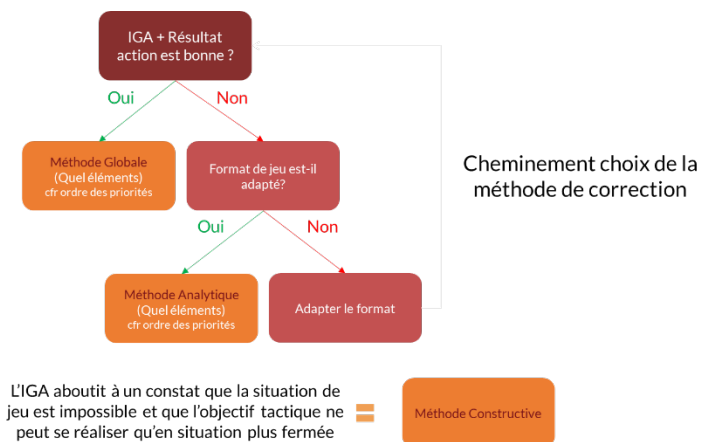 IGA + Résultat
action est bonne ?
Oui
Non
Méthode Globale
(Quel éléments)
cfr ordre des priorités
Format de jeu est-il
adapté?
Cheminement choix de la
méthode de correction
Oui
Non
Méthode Analytique
(Quel éléments)
cfr ordre des priorités
Adapter le format
L'IGA aboutit à un constat que la situation de
jeu est impossible et que l'objectif tactique ne
peut se réaliser qu'en situation plus fermée
=
Méthode Constructive